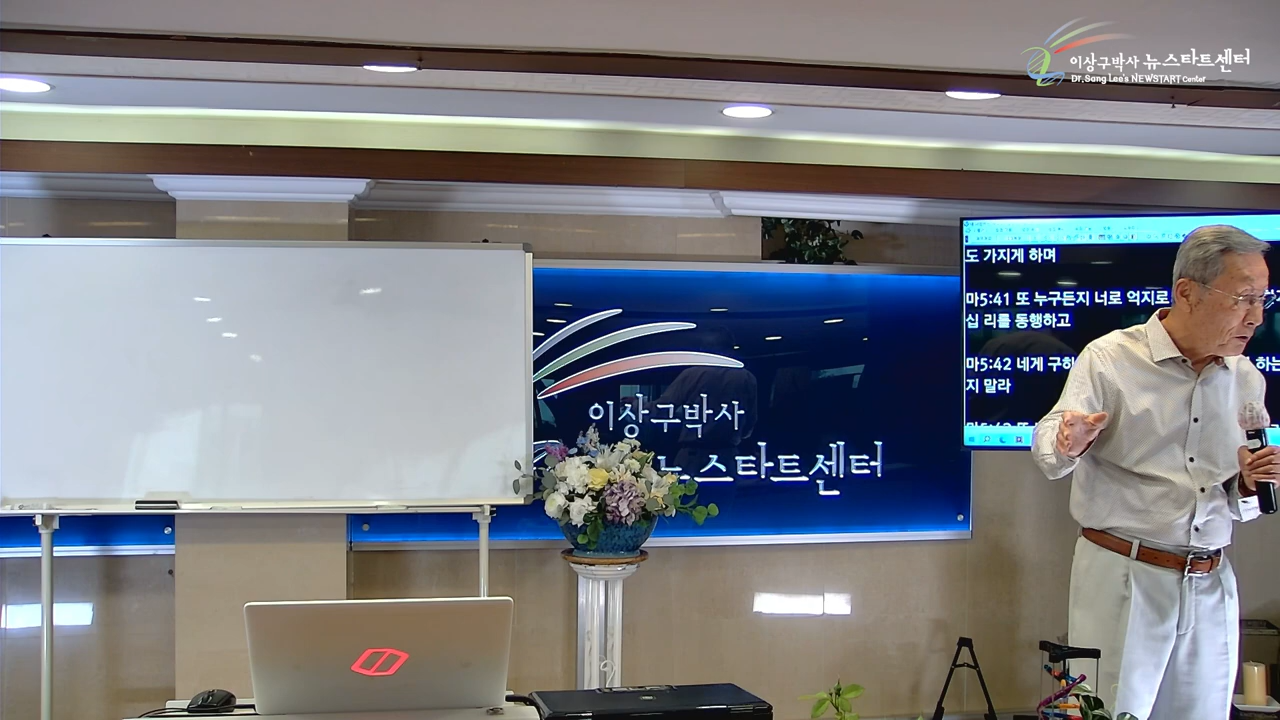 이상구박사 뉴스타트센터
Dr. Sang Lee's NEWSTART Center
도 가지게 하며
마5:41 또 누구든지 너로 억지로
십 리를 동행하고
마5:42 네게 구하 하는
지 말라
이상구박사
뉴스타트센터